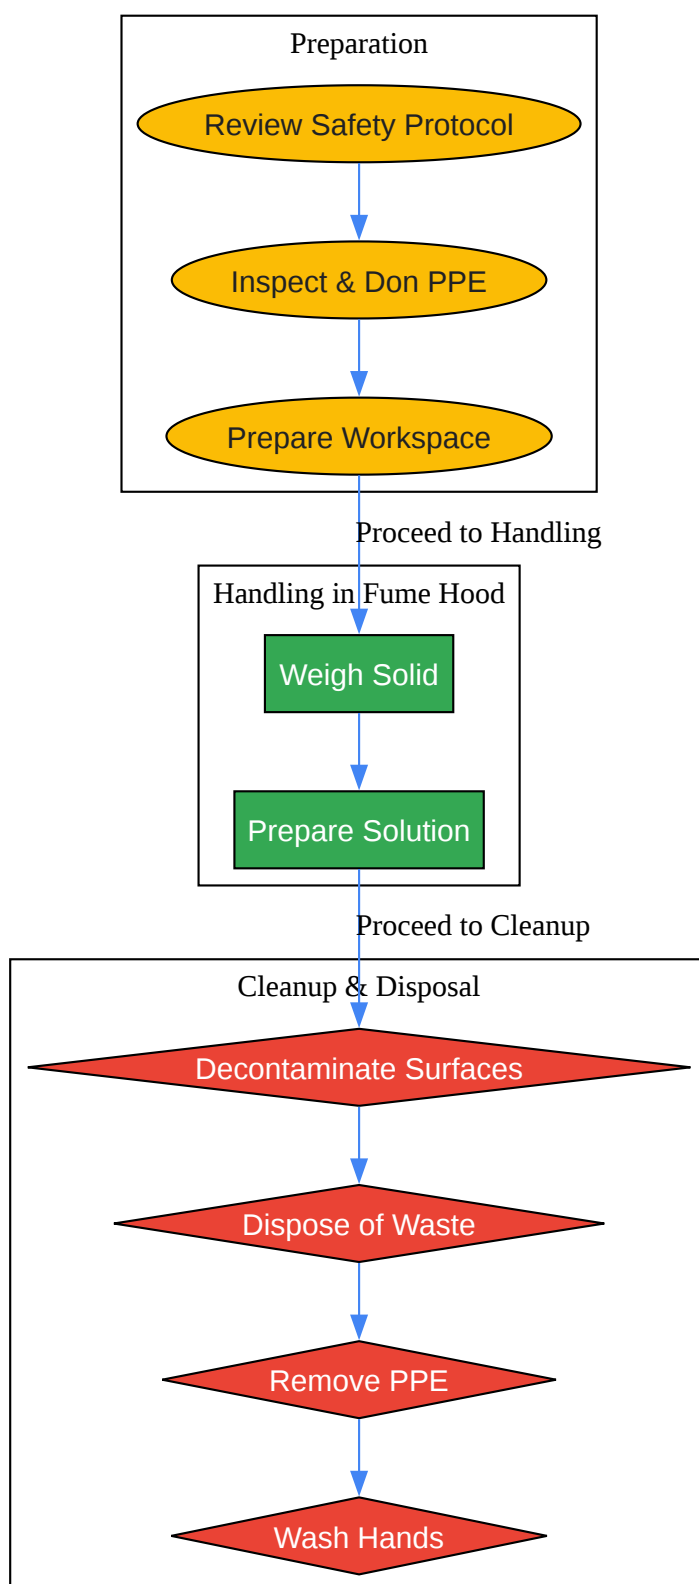 Preparation
Review Safety Protocol
Inspect & Don PPE
Prepare Workspace
Proceed to Handling
Handling in Fume Hood
Weigh Solid
Prepare Solution
Proceed to Cleanup
Cleanup & Disposal
Decontaminate Surfaces
Dispose of Waste
Remove PPE
Wash Hands